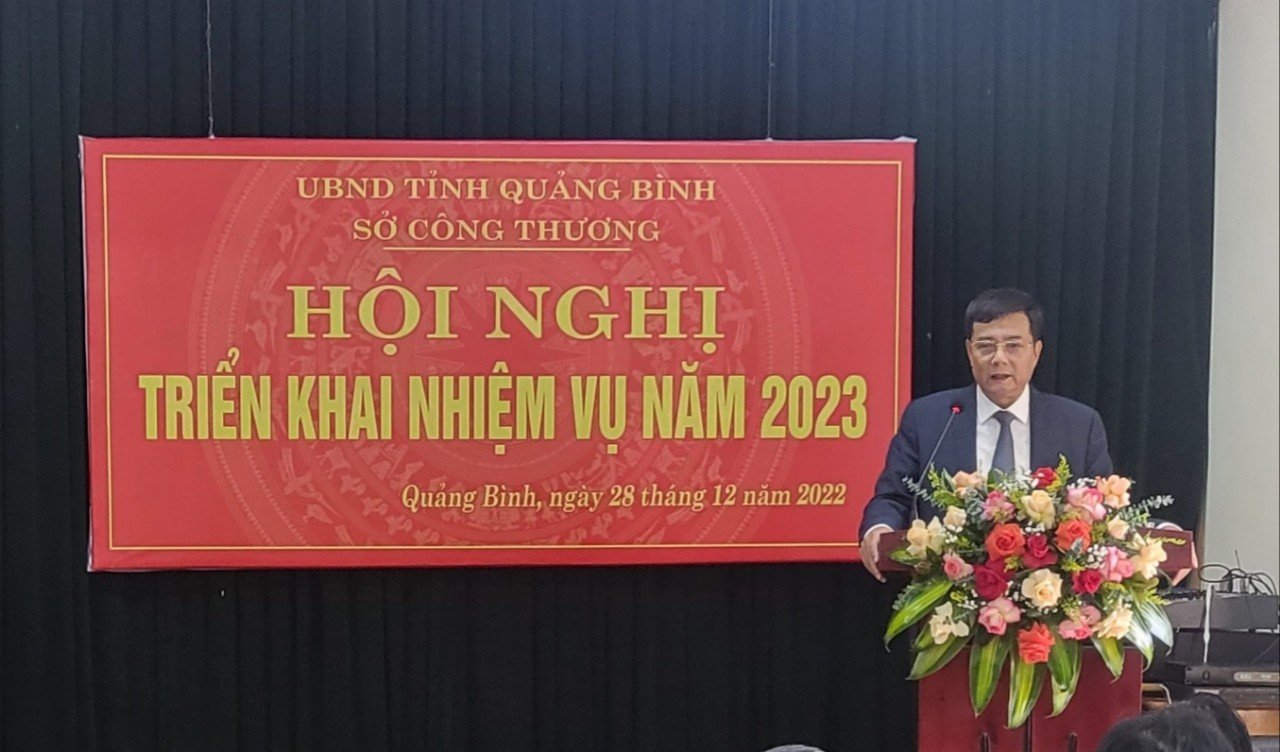 UBND TỈNH QUẢNG BÌNH
SỞ CÔNG THƯƠNG
HỘI NGHỊ
TRIỂN KHAI NHIỆM VỤ NĂM 2023
Quảng Bình, ngày 28 tháng 12 năm 2022